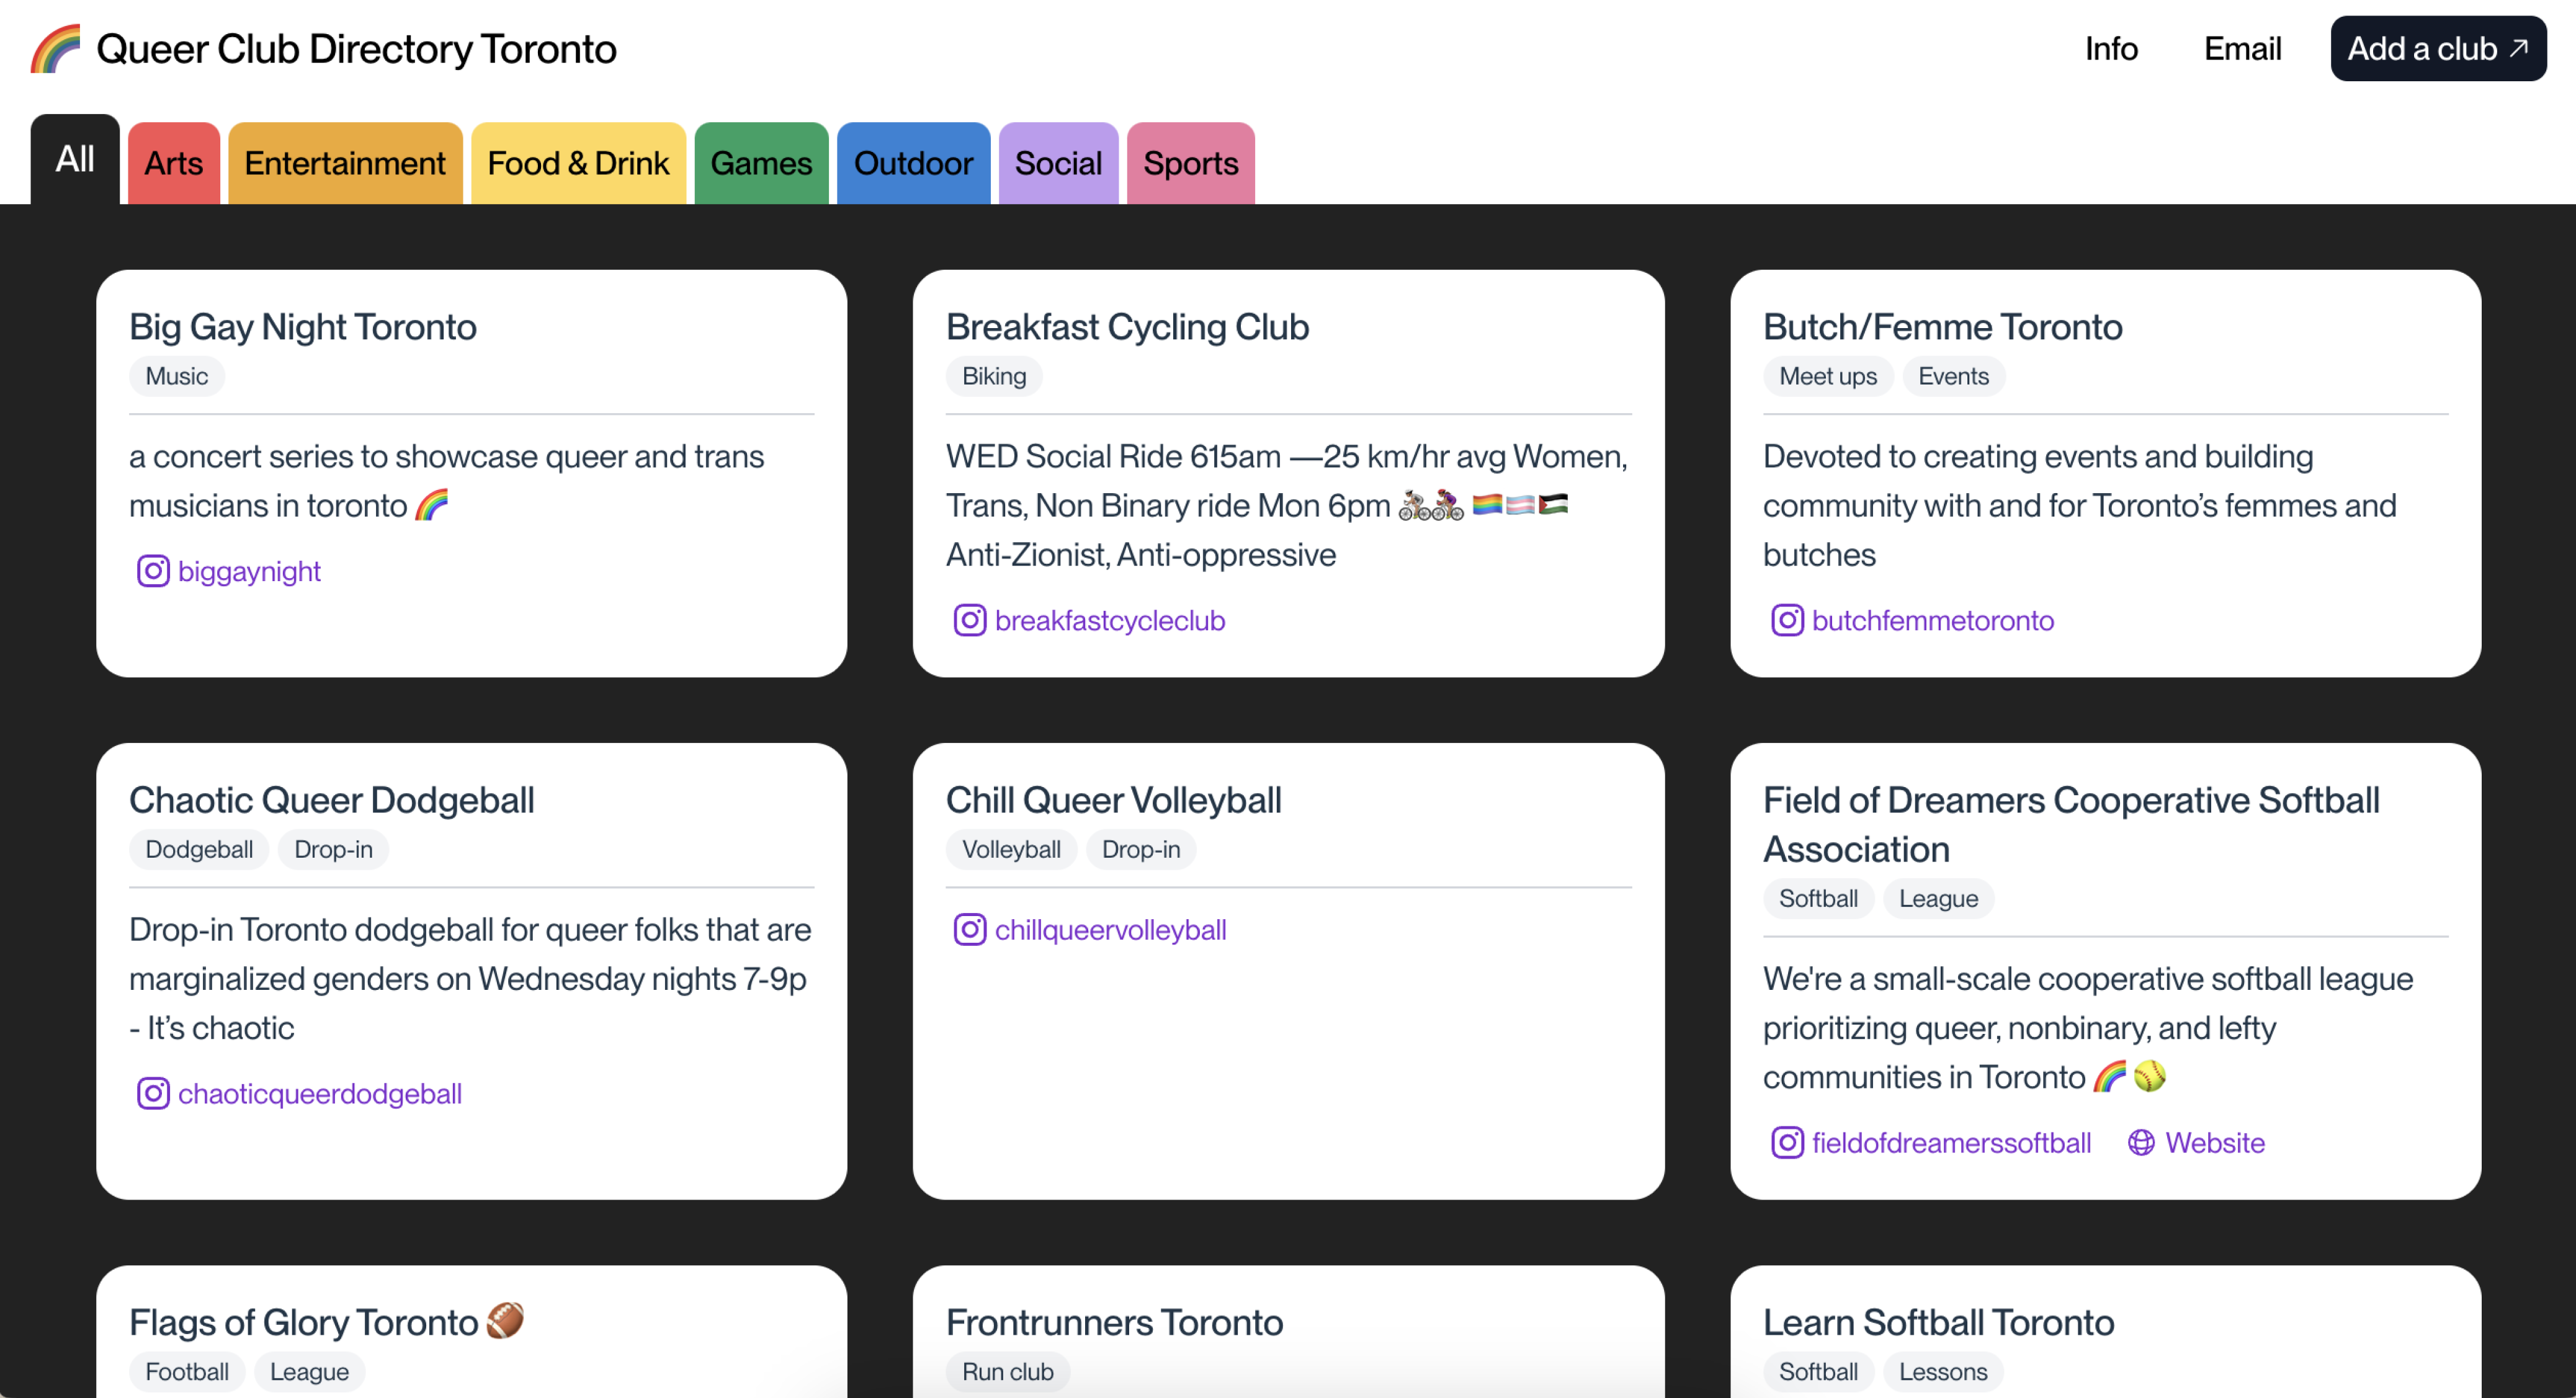 Queer Club Directory Toronto
Info
Email
Add a club ↗
All
Arts
Entertainment
Food & Drink
Games
Outdoor
Social
Sports
Big Gay Night Toronto
Music
a concert series to showcase queer and trans
musicians in toronto 🌈
biggaynight
Breakfast Cycling Club
Biking
WED Social Ride 615am —25 km/hr avg Women,
Trans, Non Binary ride Mon 6pm 🚴🏼🚴🏽‍♀️ 🏳️‍🌈🏳️‍⚧️🇵🇸
Anti-Zionist, Anti-oppressive
breakfastcycleclub
Butch/Femme Toronto
Meet ups Events
Devoted to creating events and building
community with and for Toronto’s femmes and
butches
butchfemmetoronto
Chaotic Queer Dodgeball
Dodgeball Drop-in
Drop-in Toronto dodgeball for queer folks that are
marginalized genders on Wednesday nights 7-9p
- It’s chaotic
chaoticqueerdodgeball
Chill Queer Volleyball
Volleyball Drop-in
chillqueervolleyball
Field of Dreamers Cooperative Softball
Association
Softball League
We're a small-scale cooperative softball league
prioritizing queer, nonbinary, and lefty
communities in Toronto 🌈 🥎
fieldofdreamerssoftball Website
Flags of Glory Toronto 🏈
Football League
Frontrunners Toronto
Run club
Learn Softball Toronto
Softball Lessons